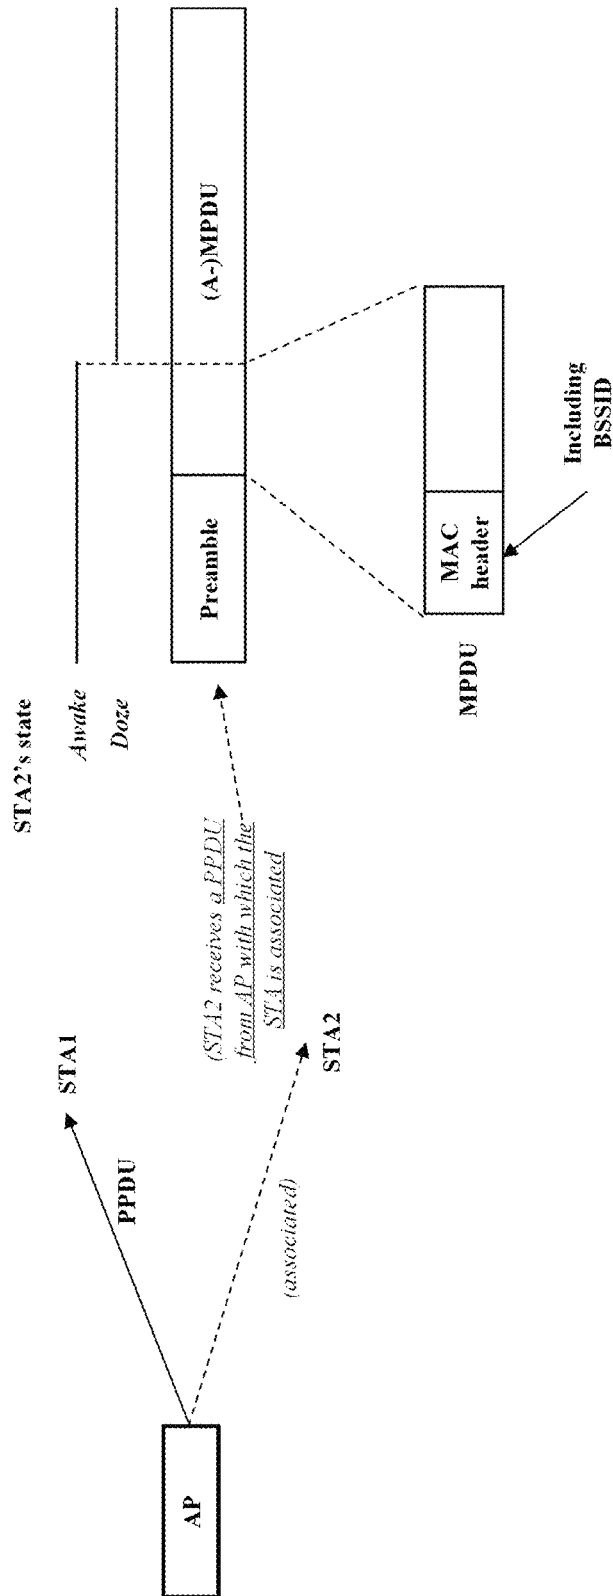 STA2's state
Awake
Doze
Preamble
(A-)MPDU
MPDU
MAC
header
Including
BSSID
(STA2 receives a PPDU
from AP with which the
STA is associated
STA1
PPDU
STA2
(associated)
AP